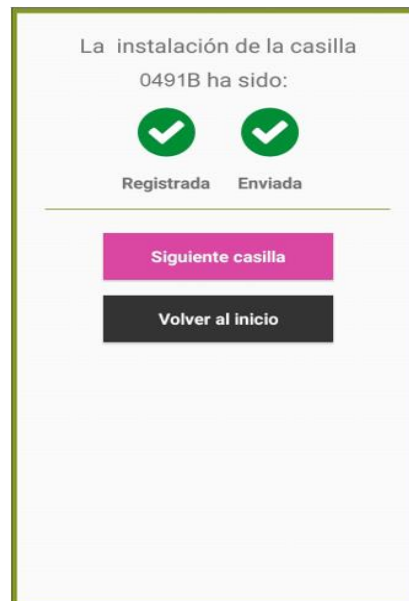 La instalación de la casilla
0491B ha sido:
Registrada Enviada
Siguiente casilla
Volver al inicio